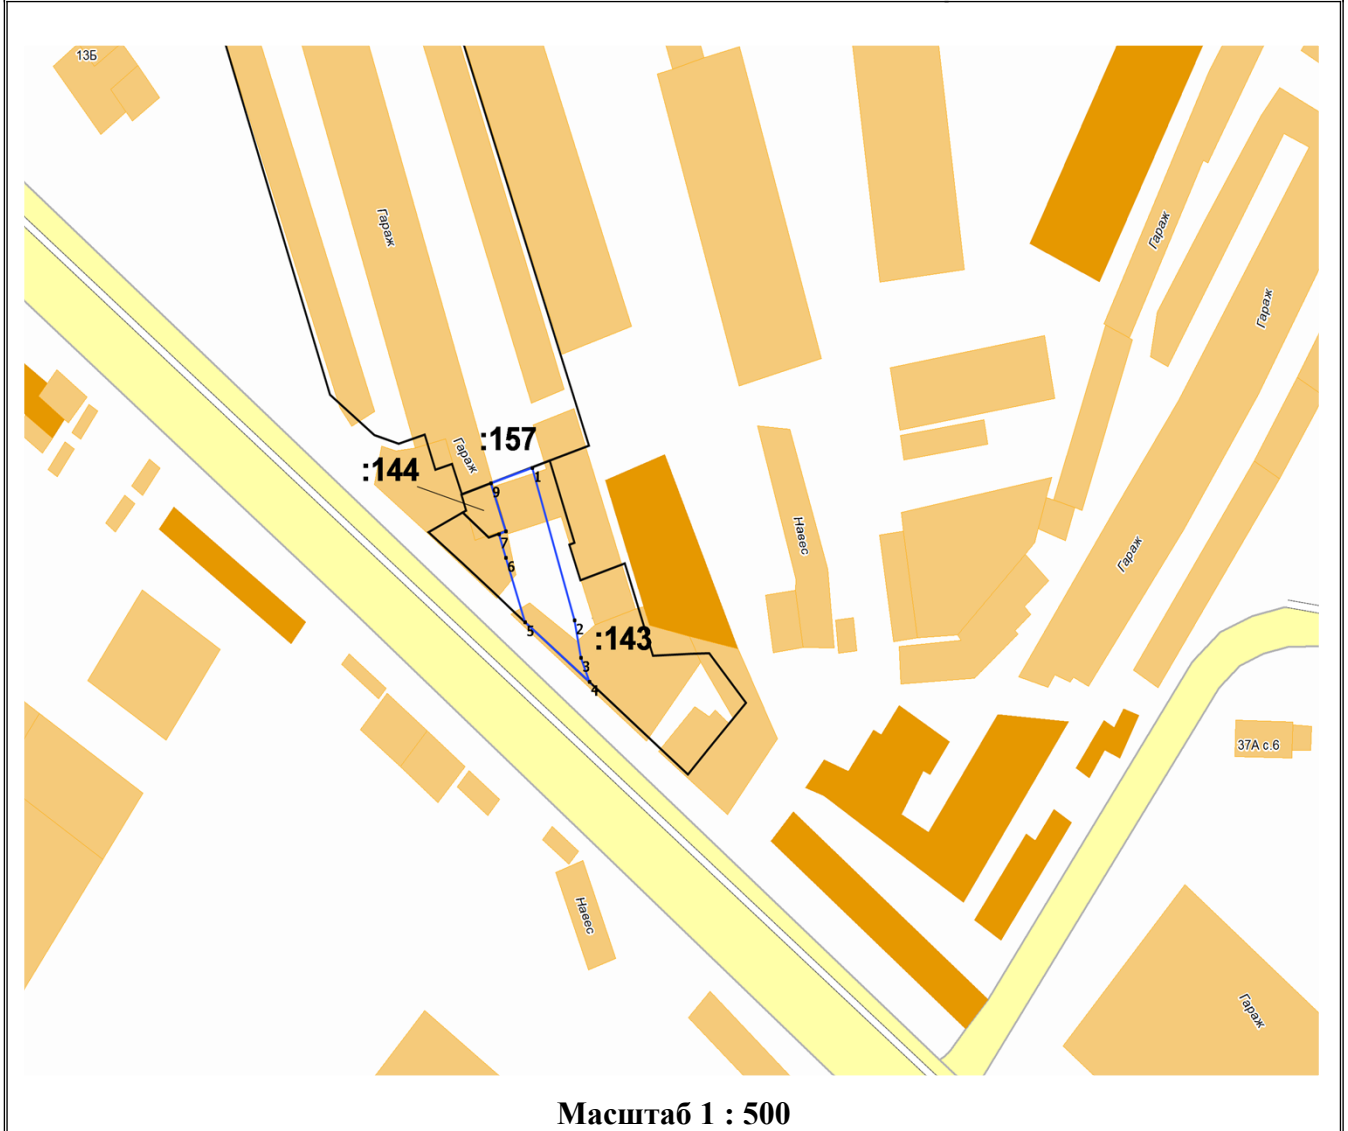 13Б
Гараж
Гараж
Гараж
:157
Гараж
:144
1
9
7
6
5
2
:143
3
4
Навес
Гараж
37А с.6
Навес
Гараж
Масштаб 1 : 500